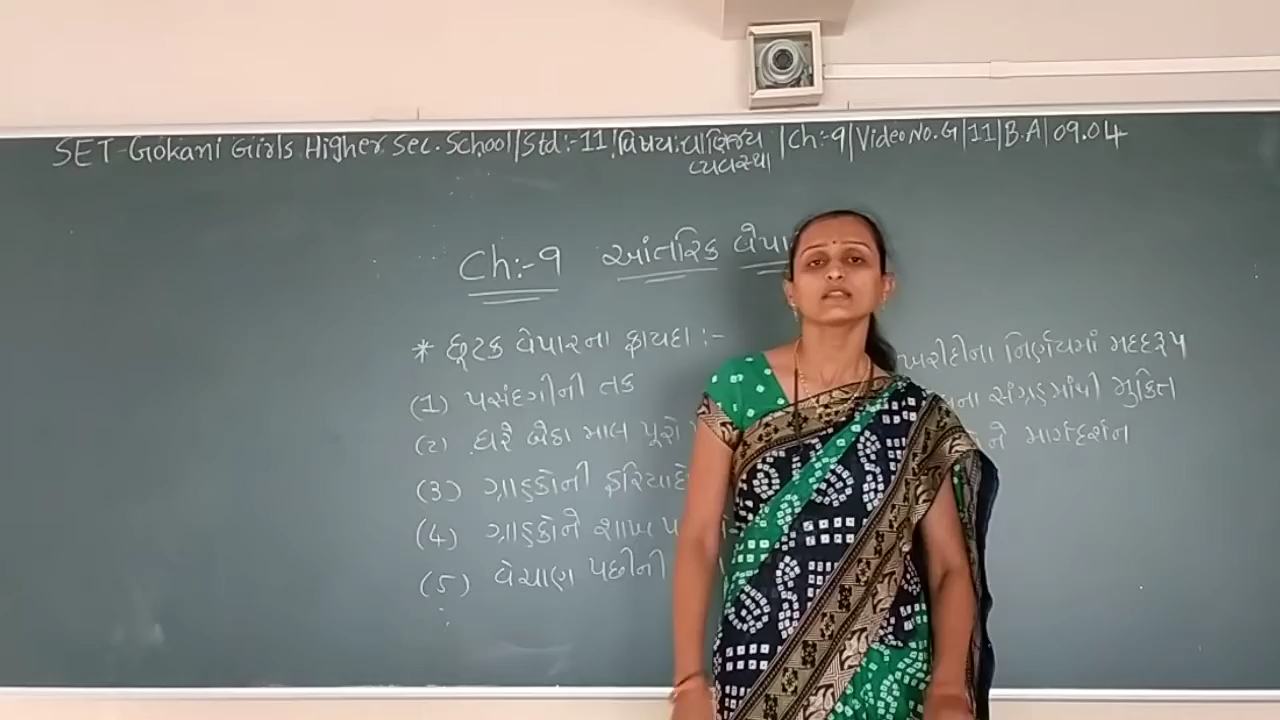 SET-Gokani Girls Higher Sec. School|Std:-11|વિષય:વાણિજ્ય |Ch:-9|Video No. G|11|B.A|09.04
વ્યવસ્થા
Ch:-9 આંતરિક
* છૂટક વેપારના ફાયદા :-
(1) પસંદગીની તક
(2) ઘરે બેઠા માલ પૂરો
(3) ગ્રાહકોની
(4) ગ્રાહકોને શાખ
(5) વેચાણ પછીની
ખરીદીના નિર્ણયમાં મદદરૂપ
સંગ્રહમાંથી મુકિત
માર્ગદર્શન